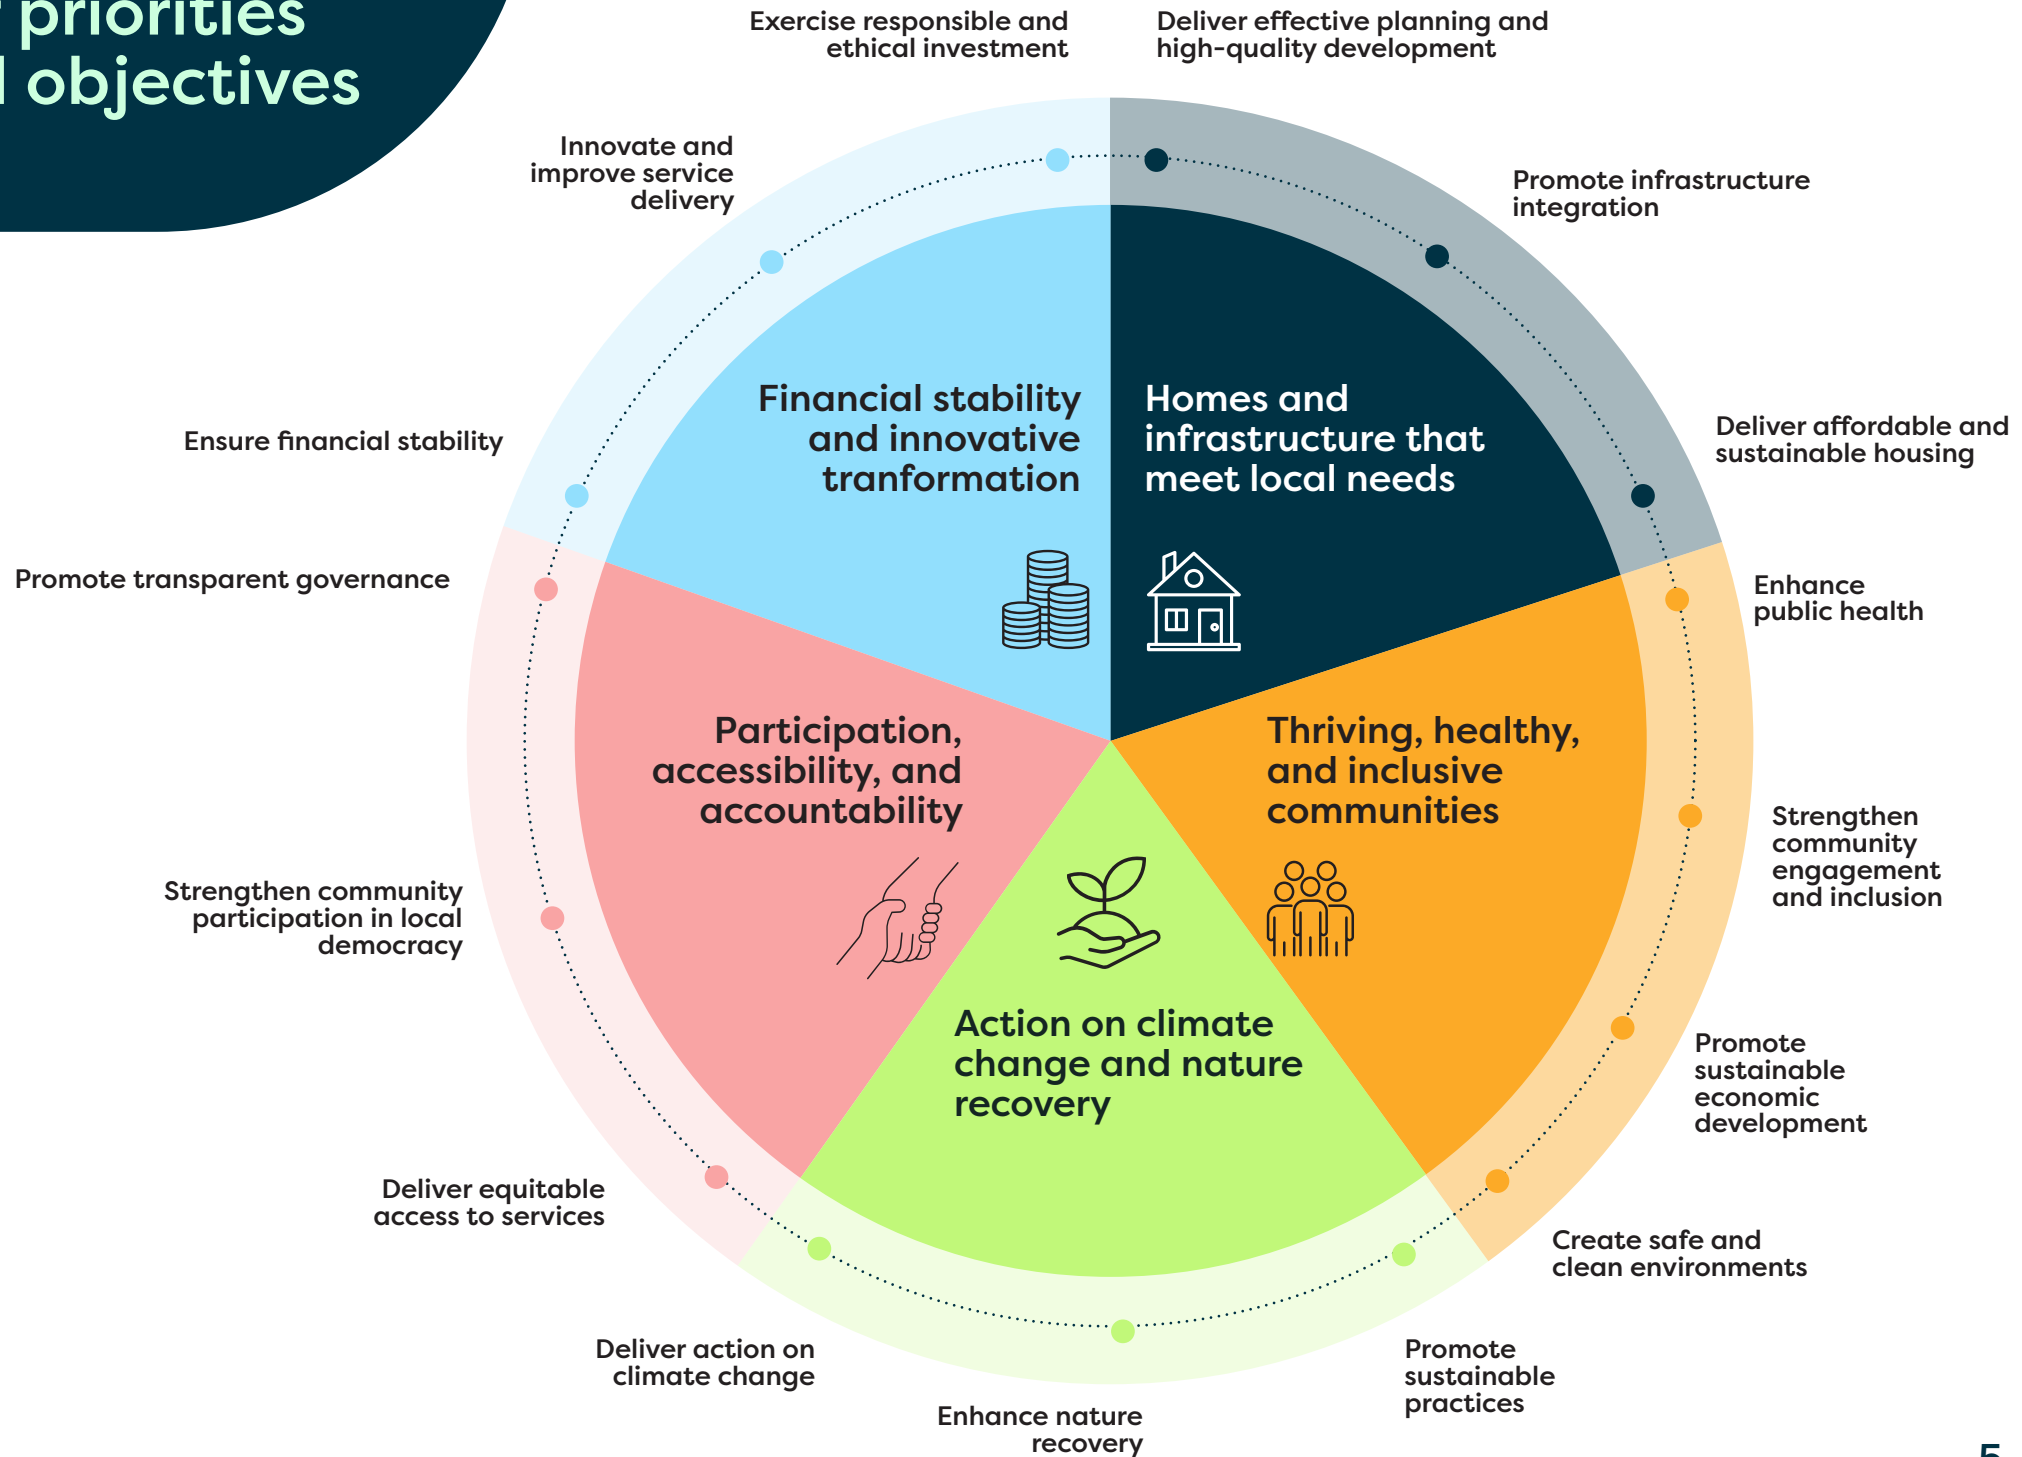 priorities
objectives
Exercise responsible and
ethical investment
Deliver effective planning and
high-quality development
Innovate and
improve service
delivery
Promote infrastructure
integration
Ensure financial stability
Deliver affordable and
sustainable housing
Financial stability
and innovative
tranformation
Homes and
infrastructure that
meet local needs
Promote transparent governance
Enhance
public health
Participation,
accessibility, and
accountability
Thriving, healthy,
and inclusive
communities
Strengthen
community
engagement
and inclusion
Strengthen community
participation in local
democracy
Action on climate
change and nature
recovery
Promote
sustainable
economic
development
Deliver equitable
access to services
Create safe and
clean environments
Deliver action on
climate change
Enhance nature
recovery
Promote
sustainable
practices
5